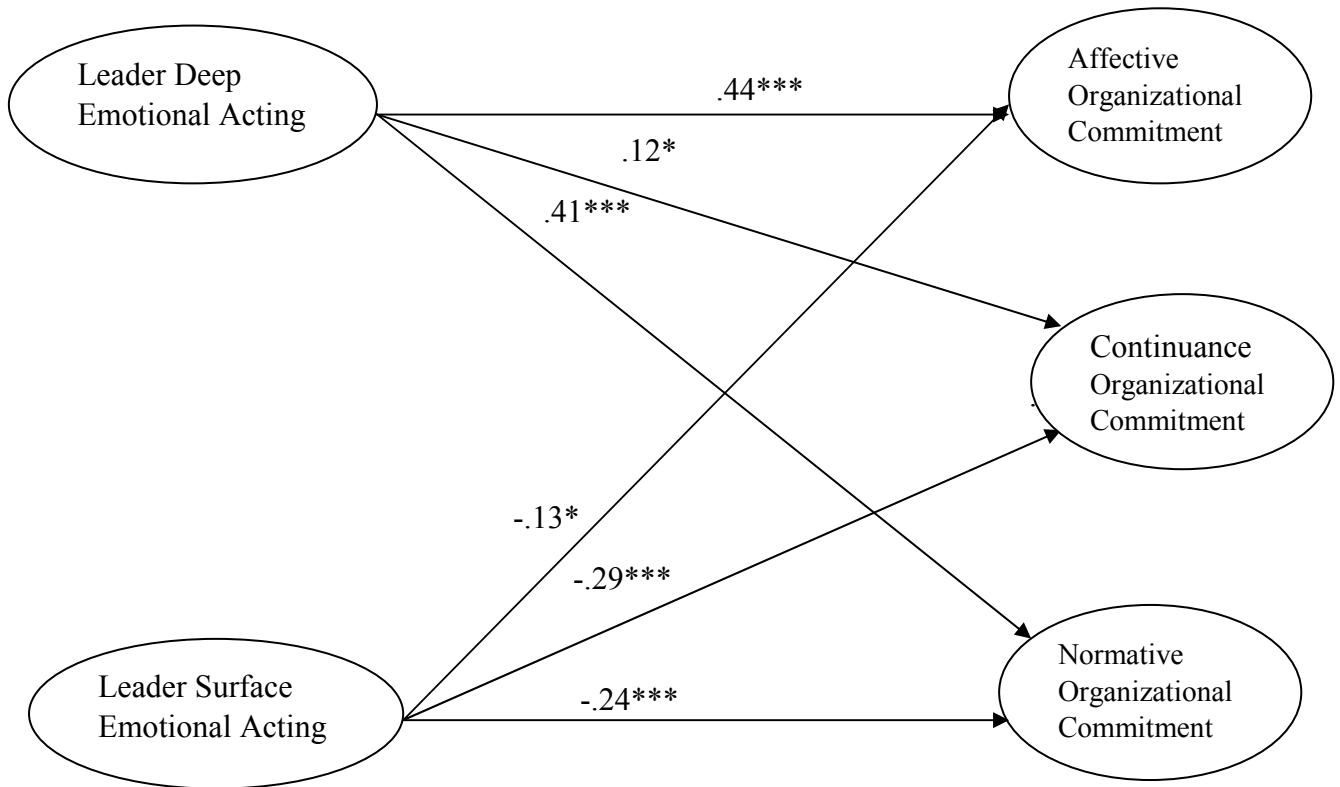 Leader Deep
Emotional Acting
.44***
.12*
.41***
Affective
Organizational
Commitment
Continuance
Organizational
Commitment
.
-.13*
-.29***
-.24***
Leader Surface
Emotional Acting
Normative
Organizational
Commitment